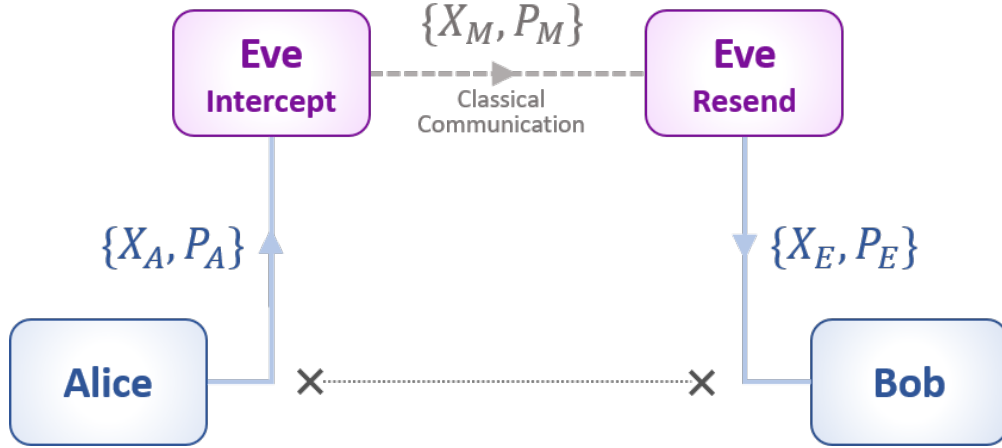 {X_M, P_M}
Eve
Intercept
Eve
Resend
Classical
Communication
{X_A, P_A}
{X_E, P_E}
Alice
Bob